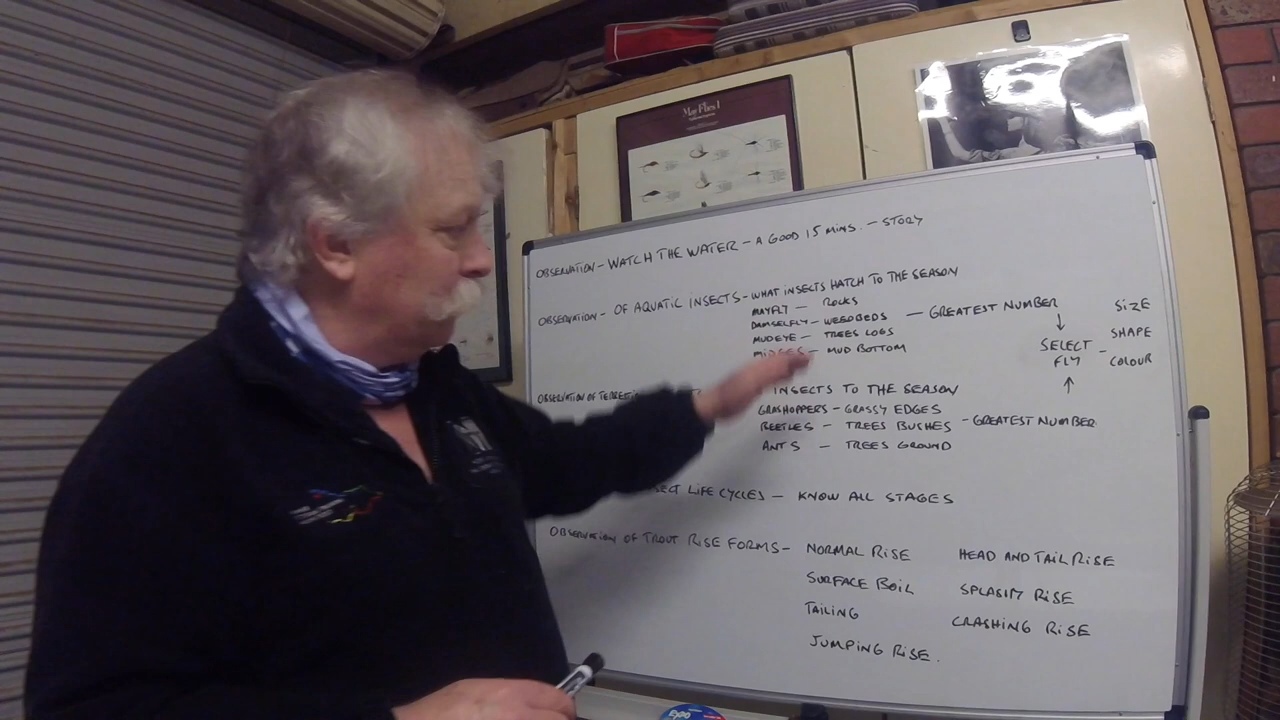 May Flies I
OBSERVATION - WATCH THE WATER - A GOOD 15 MINS. - STORY
OBSERVATION - OF AQUATIC INSECTS - WHAT INSECTS HATCH TO THE SEASON
MAYFLY - ROCKS
DAMSELFLY - WEEDBEDS - GREATEST NUMBER
MUDEYE - TREES LOGS
MIDGES - MUD BOTTOM
SIZE
SELECT FLY - SHAPE
COLOUR
OBSERVATION OF INSECTS TO THE SEASON
GRASHOPPERS - GRASSY EDGES
BEETLES - TREES BUSHES - GREATEST NUMBER
ANTS - TREES GROUND
LIFE CYCLES - KNOW ALL STAGES
OBSERVATION OF TROUT RISE FORMS - NORMAL RISE HEAD AND TAIL RISE
SURFACE BOIL SPLASHY RISE
TAILING CRASHING RISE
JUMPING RISE.
EXPO